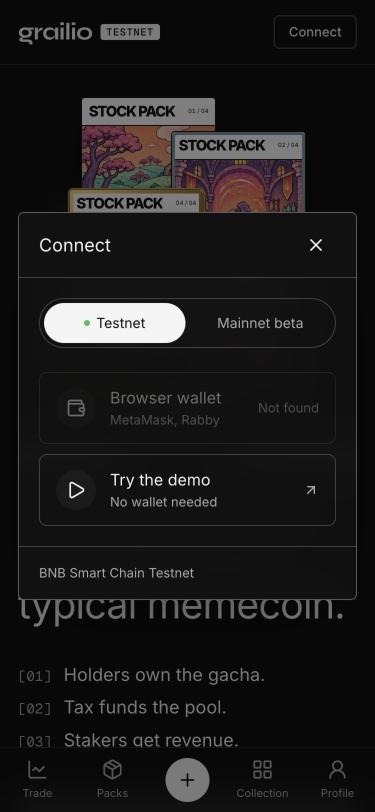 grailio TESTNET
Connect
STOCK PACK 01 / 04
STOCK PACK 02 / 04
STOCK PACK 04 / 04
Connect
Testnet
Mainnet beta
Browser wallet
MetaMask, Rabby
Not found
Try the demo
No wallet needed
BNB Smart Chain Testnet
typical memecoin.
[01] Holders own the gacha.
[02] Tax funds the pool.
[03] Stakers get revenue.
Trade
Packs
Collection
Profile